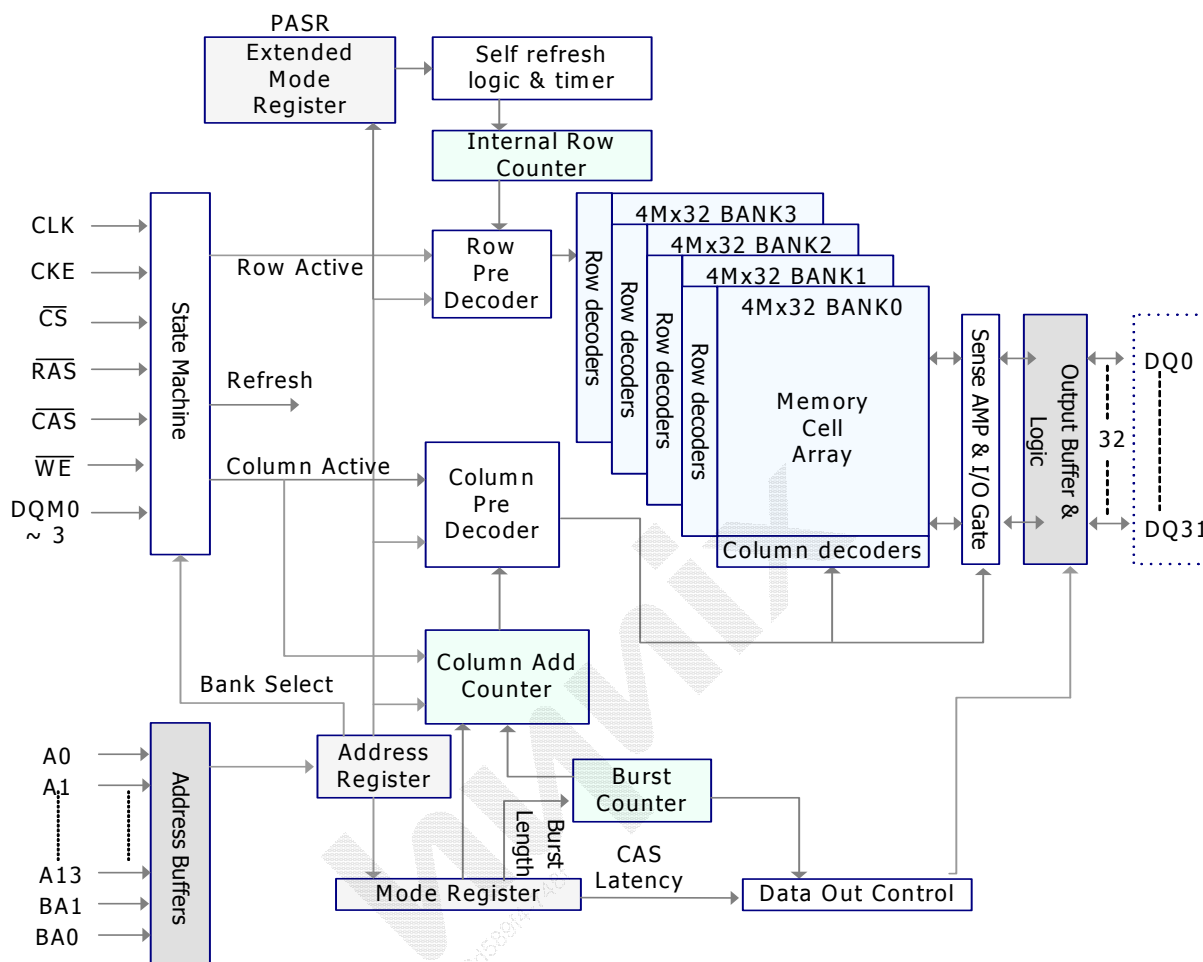 PASR
Extended
Mode
Register
Self refresh
logic & timer
Internal Row
Counter
CLK
CKE
CS
RAS
CAS
WE
DQM0
~ 3
State Machine
Row Active
Refresh
Column Active
Row
Pre
Decoder
Column
Pre
Decoder
Row decoders
Row decoders
Row decoders
Row decoders
4Mx32 BANK3
4Mx32 BANK2
4Mx32 BANK1
4Mx32 BANK0
Memory
Cell
Array
Column decoders
Sense AMP & I/O Gate
Output Buffer &
Logic
DQ0
32
DQ31
Column Add
Counter
Bank Select
A0
A1
A13
BA1
BA0
Address Buffers
Address
Register
Burst
Counter
Burst
Length
CAS
Latency
Mode Register
Data Out Control